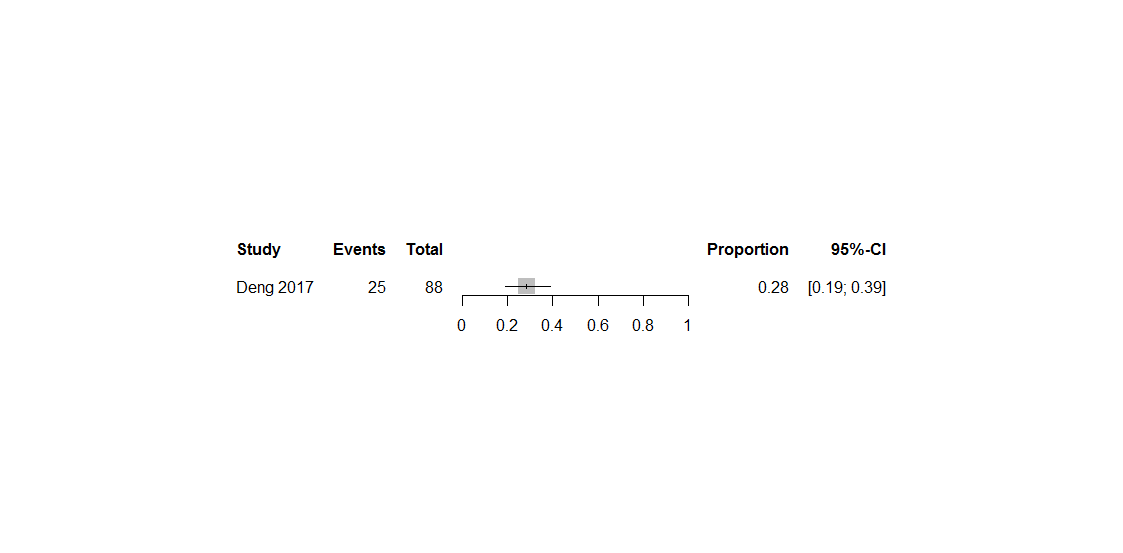 Study Events Total Proportion 95%-CI
Deng 2017 25 88 0.28 [0.19; 0.39]
0 0.2 0.4 0.6 0.8 1